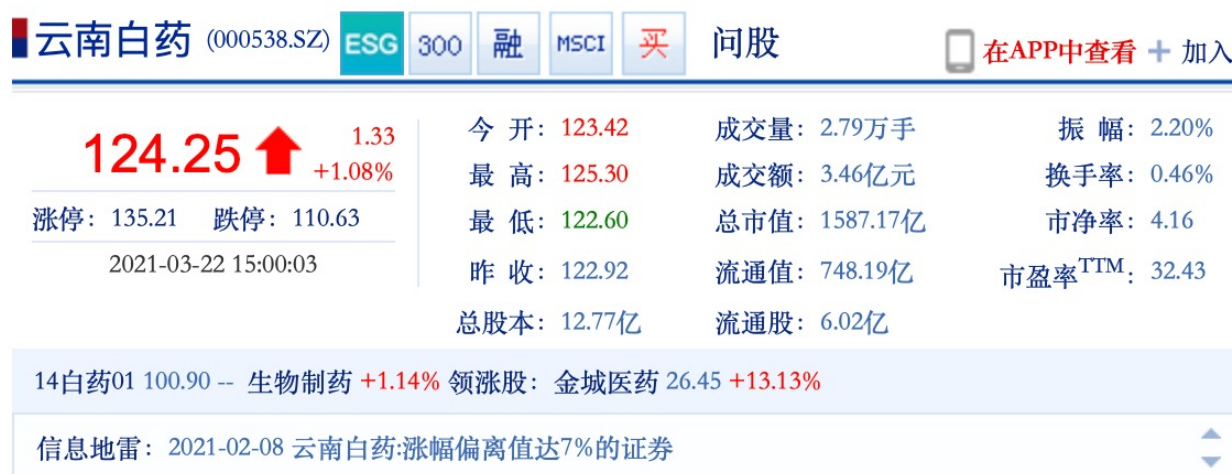 云南白药 (000538.SZ) ESG 300 融 MSCI 买 问股 在APP中查看 + 加入
124.25 1.33
+1.08%
涨停：135.21 跌停：110.63
2021-03-22 15:00:03
今 开：123.42 成交量：2.79万手 振 幅：2.20%
最 高：125.30 成交额：3.46亿元 换手率：0.46%
最 低：122.60 总市值：1587.17亿 市净率：4.16
昨 收：122.92 流通值：748.19亿 市盈率TTM：32.43
总股本：12.77亿 流通股：6.02亿
14白药01 100.90 -- 生物制药 +1.14% 领涨股：金城医药 26.45 +13.13%
信息地雷：2021-02-08 云南白药:涨幅偏离值达7%的证券